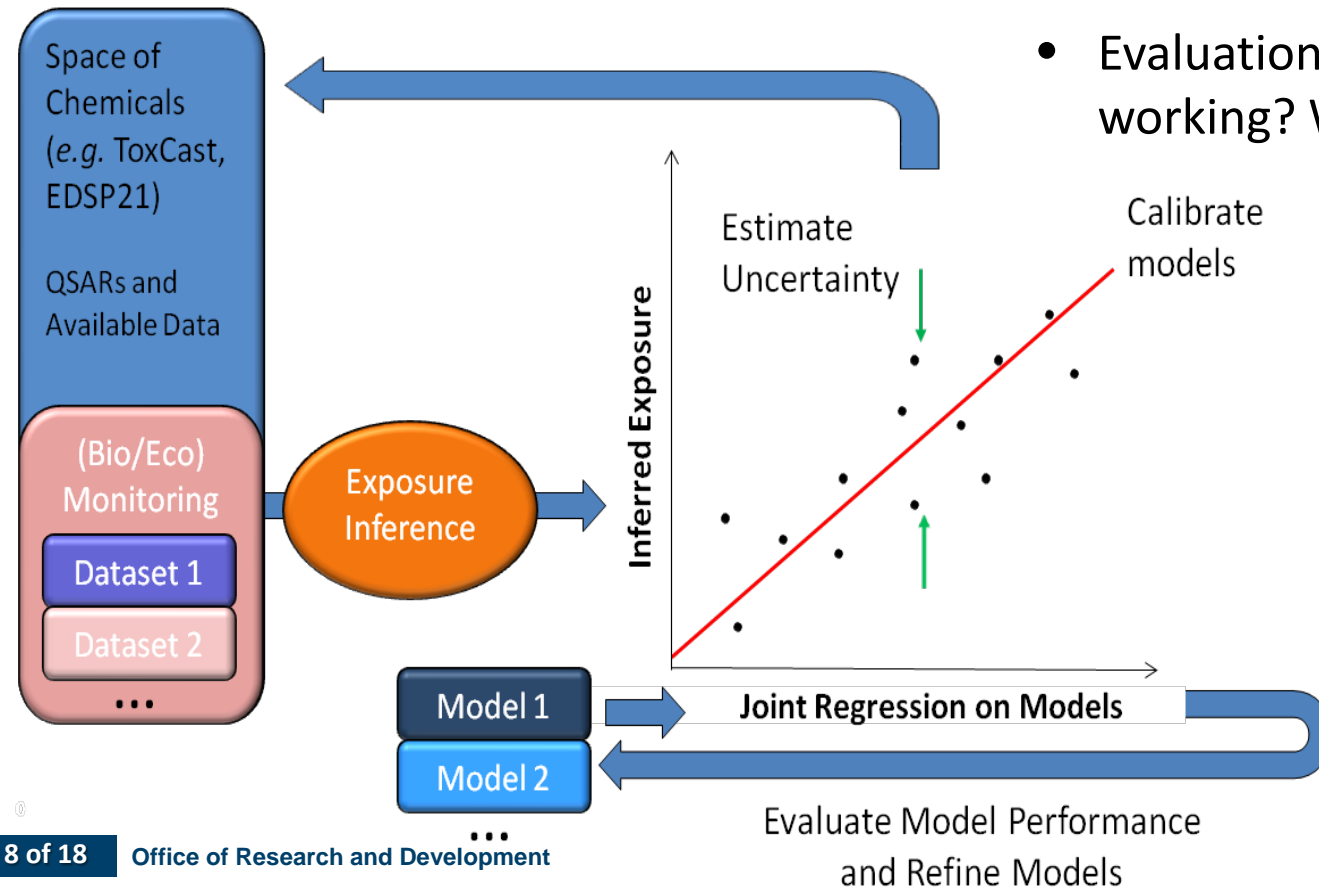 Space of
Chemicals
(e.g. ToxCast,
EDSP21)
QSARs and
Available Data
(Bio/Eco)
Monitoring
Dataset 1
Dataset 2
...
Exposure
Inference
• Evaluation
working?
Estimate
Uncertainty
Calibrate
models
Inferred Exposure
Joint Regression on Models
Model 1
Model 2
...
Evaluate Model Performance
and Refine Models
8 of 18
Office of Research and Development